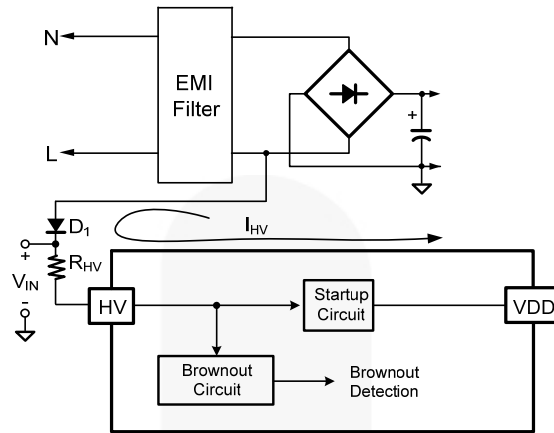 N
EMI
Filter
+
L
D1
IHV
+
VIN
-
RHV
HV
Startup
Circuit
VDD
Brownout
Circuit
Brownout
Detection